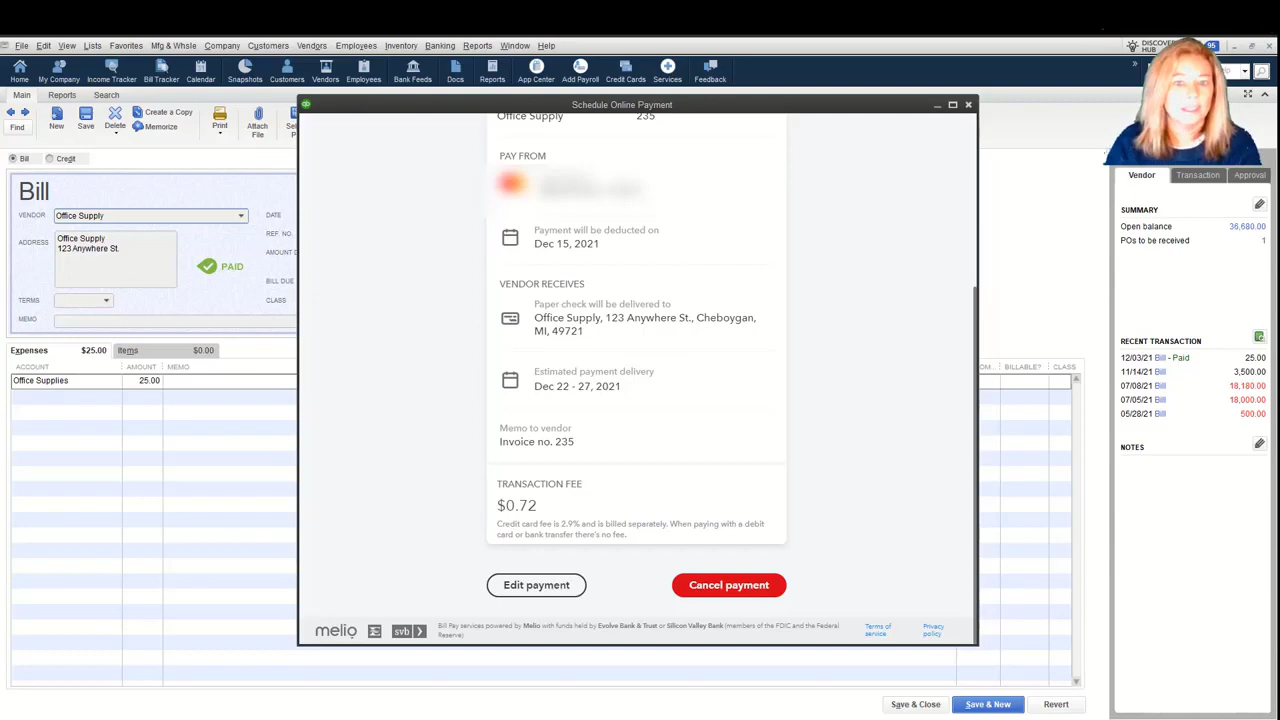 File Edit View Lists Favorites Mfg & Whsle Company Customers Vendors Employees Inventory Banking Reports Window Help
DISCOVER
HUB 95
Home My Company Income Tracker Bill Tracker Calendar Snapshots Customers Vendors Employees Bank Feeds Docs Reports App Center Add Payroll Credit Cards Services Feedback
Main Reports Search
Find New Save Delete Create a Copy
Memorize
Print Attach
File
Schedule Online Payment
Office Supply 235
PAY FROM
Payment will be deducted on
Dec 15, 2021
VENDOR RECEIVES
Paper check will be delivered to
Office Supply, 123 Anywhere St., Cheboygan,
MI, 49721
Estimated payment delivery
Dec 22 - 27, 2021
Memo to vendor
Invoice no. 235
TRANSACTION FEE
$0.72
Credit card fee is 2.9% and is billed separately. When paying with a debit
card or bank transfer there's no fee.
Edit payment Cancel payment
melio svb Bill Pay services powered by Melio with funds held by Evolve Bank & Trust or Silicon Valley Bank (members of the FDIC and the Federal
Reserve)
Terms of
service
Privacy
policy
Bill Credit
Bill
VENDOR Office Supply DATE
ADDRESS Office Supply
123 Anywhere St.
REF. NO.
AMOUNT D
PAID
BILL DUE
TERMS CLASS
MEMO
Expenses $25.00 Items $0.00
ACCOUNT AMOUNT MEMO BILLABLE? CLASS
Office Supplies 25.00
Save & Close Save & New Revert
Vendor Transaction Approval
SUMMARY
Open balance 36,680.00
POs to be received 1
RECENT TRANSACTION
12/03/21 Bill - Paid 25.00
11/14/21 Bill 3,500.00
07/08/21 Bill 18,180.00
07/05/21 Bill 18,000.00
05/28/21 Bill 500.00
NOTES